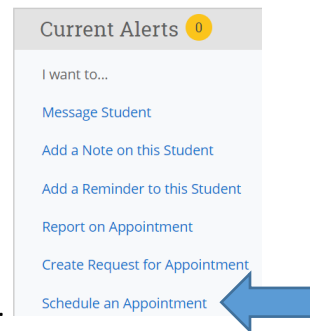 Current Alerts 0
I want to...
Message Student
Add a Note on this Student
Add a Reminder to this Student
Report on Appointment
Create Request for Appointment
Schedule an Appointment
.